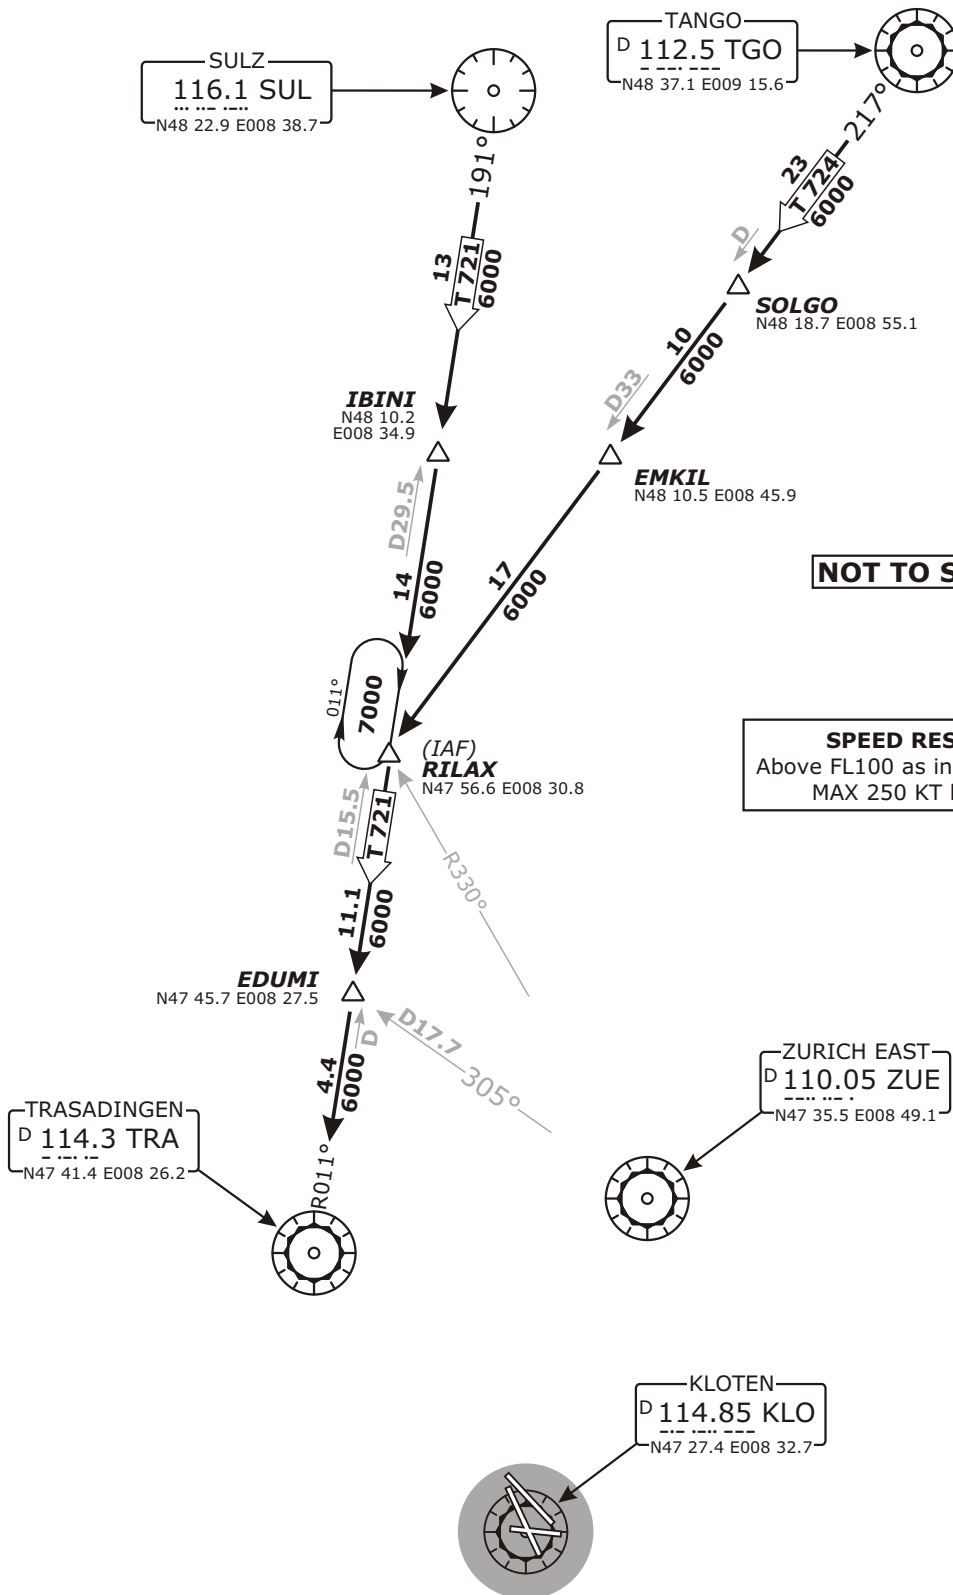 TANGO
D 112.5 TGO
N48 37.1 E009 15.6
SULZ
116.1 SUL
N48 22.9 E008 38.7
217°
191°
23
T 724
6000
13
T 721
6000
D
SOLGO
N48 18.7 E008 55.1
10
6000
D33
IBINI
N48 10.2
E008 34.9
EMKIL
N48 10.5 E008 45.9
D29.5
14
6000
17
6000
NOT TO S
011°
7000
(IAF)
RILAX
N47 56.6 E008 30.8
SPEED RES
Above FL100 as in
MAX 250 KT
D15.5
T 721
R330°
11.1
6000
EDUMI
N47 45.7 E008 27.5
D
D17.7
305°
4.4
6000
ZURICH EAST
D 110.05 ZUE
N47 35.5 E008 49.1
TRASADINGEN
D 114.3 TRA
N47 41.4 E008 26.2
R011°
KLOTEN
D 114.85 KLO
N47 27.4 E008 32.7